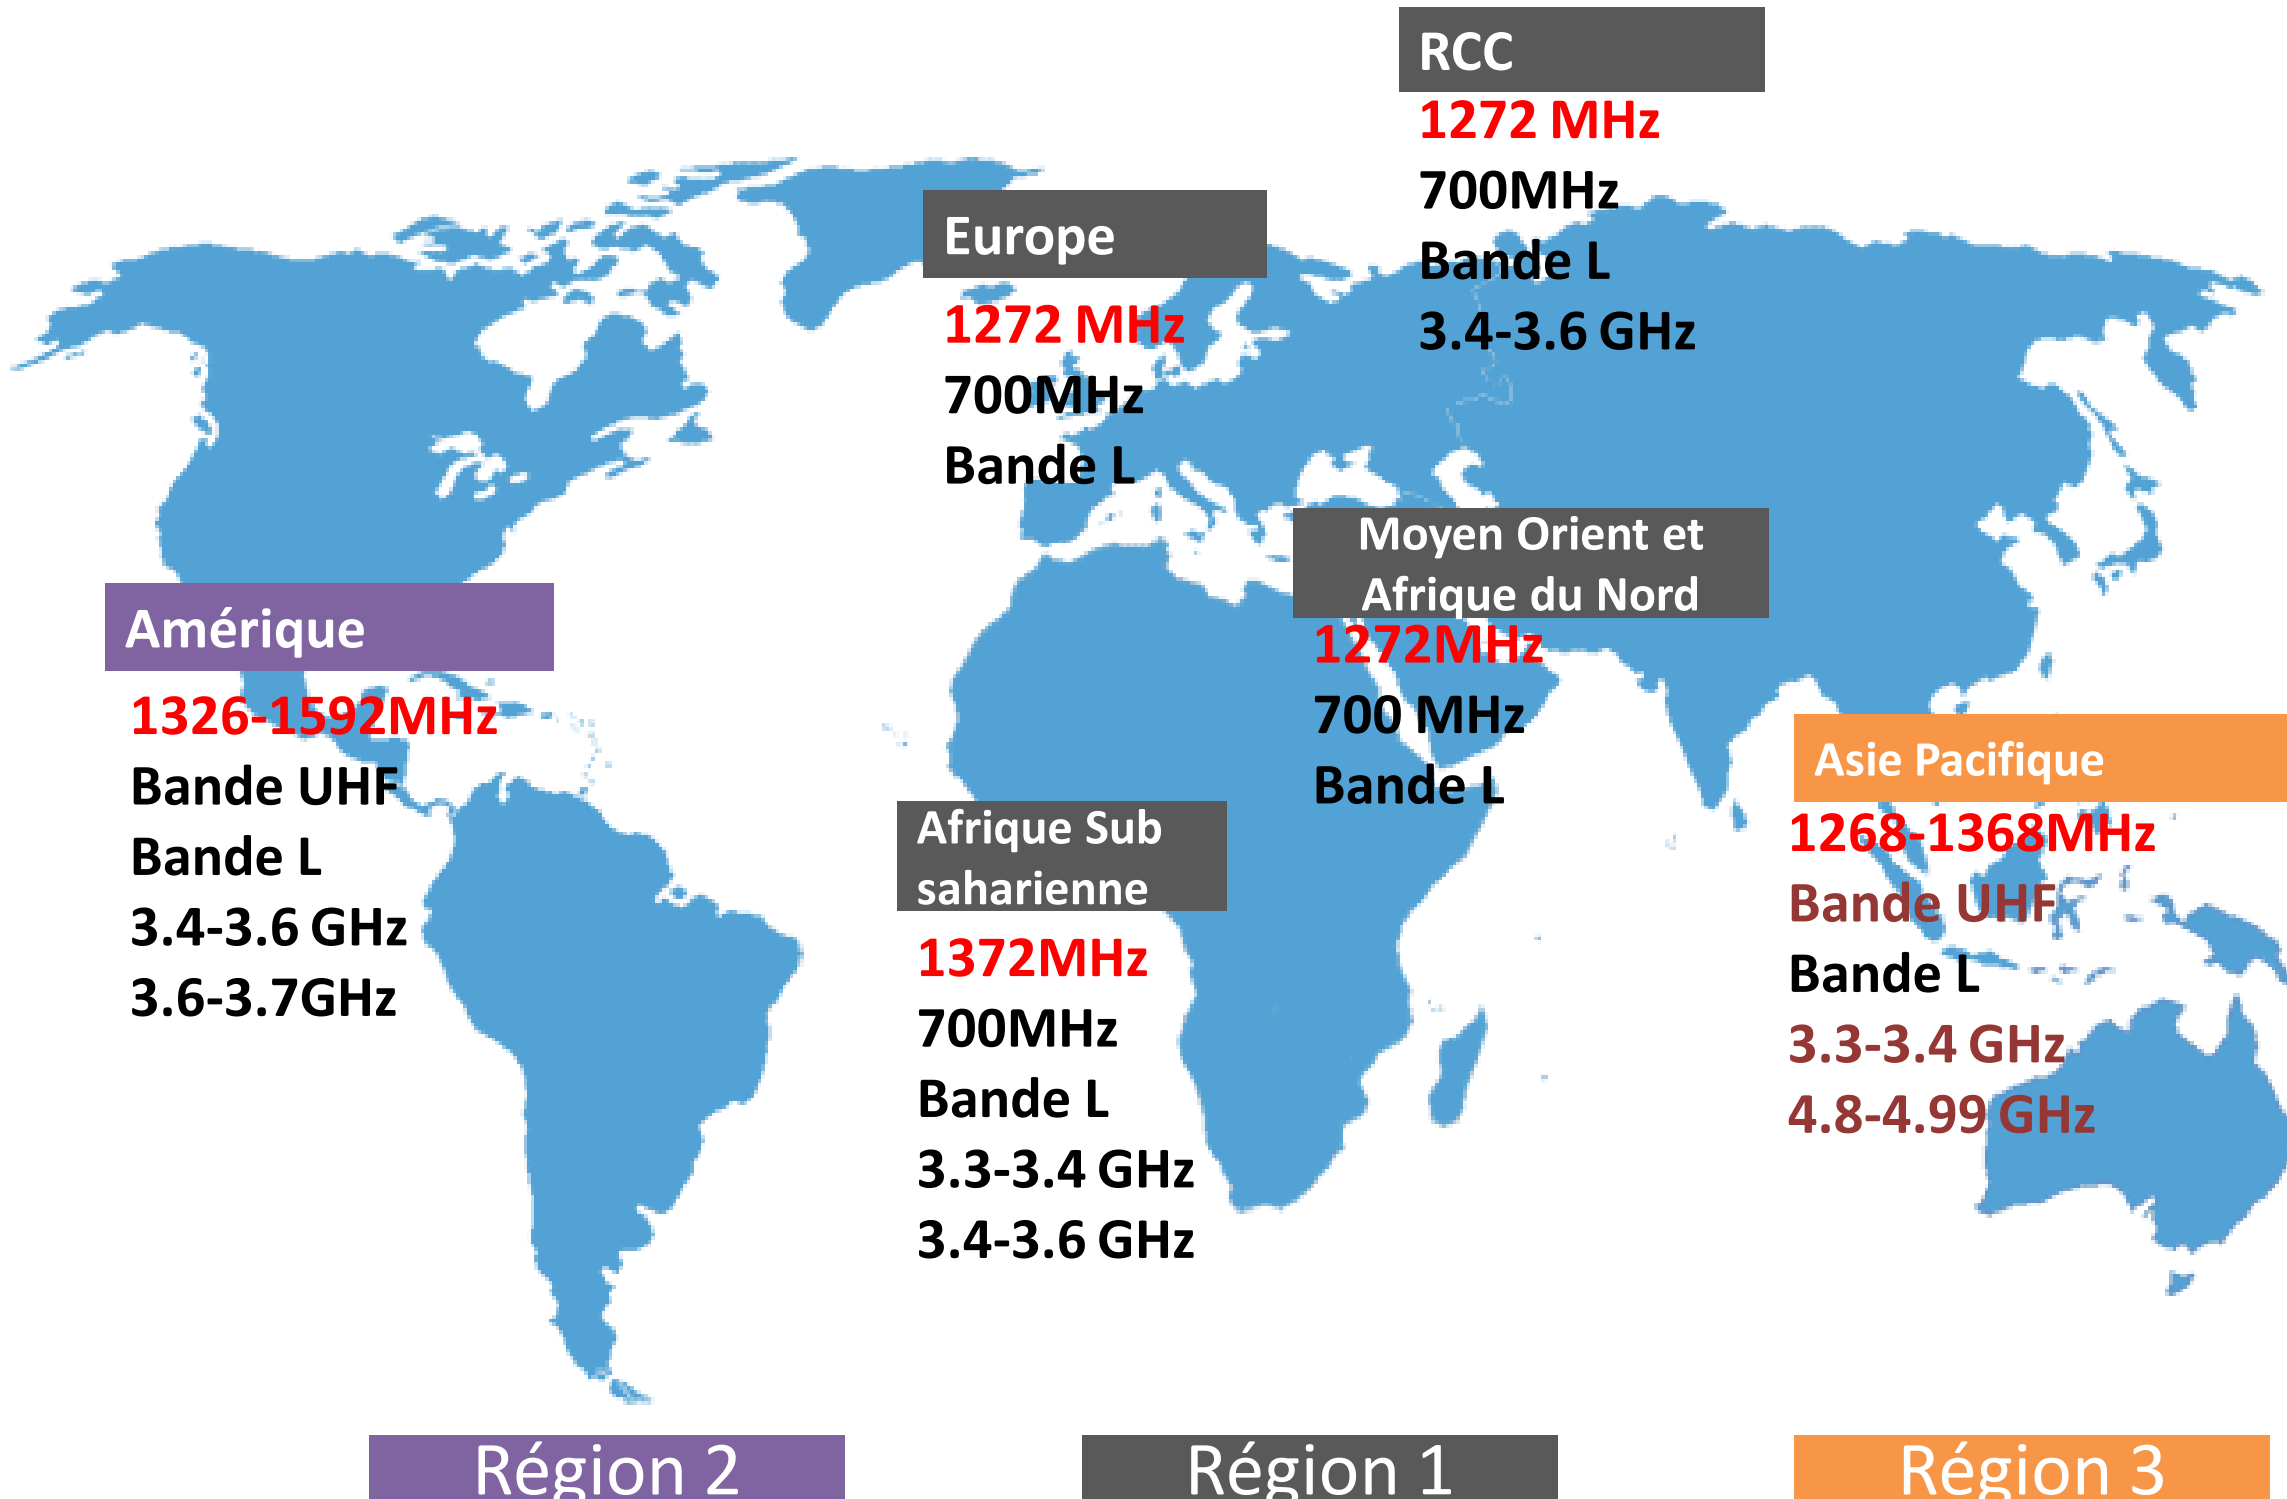 RCC
1272 MHz
700MHz
Bande L
3.4-3.6 GHz
Europe
1272 MHz
700MHz
Bande L
Moyen Orient et
Afrique du Nord
1272MHz
700 MHz
Bande L
Amérique
1326-1592MHz
Bande UHF
Bande L
3.4-3.6 GHz
3.6-3.7GHz
Afrique Sub
saharienne
1372MHz
700MHz
Bande L
3.3-3.4 GHz
3.4-3.6 GHz
Asie Pacifique
1268-1368MHz
Bande UHF
Bande L
3.3-3.4 GHz
4.8-4.99 GHz
Région 2
Région 1
Région 3